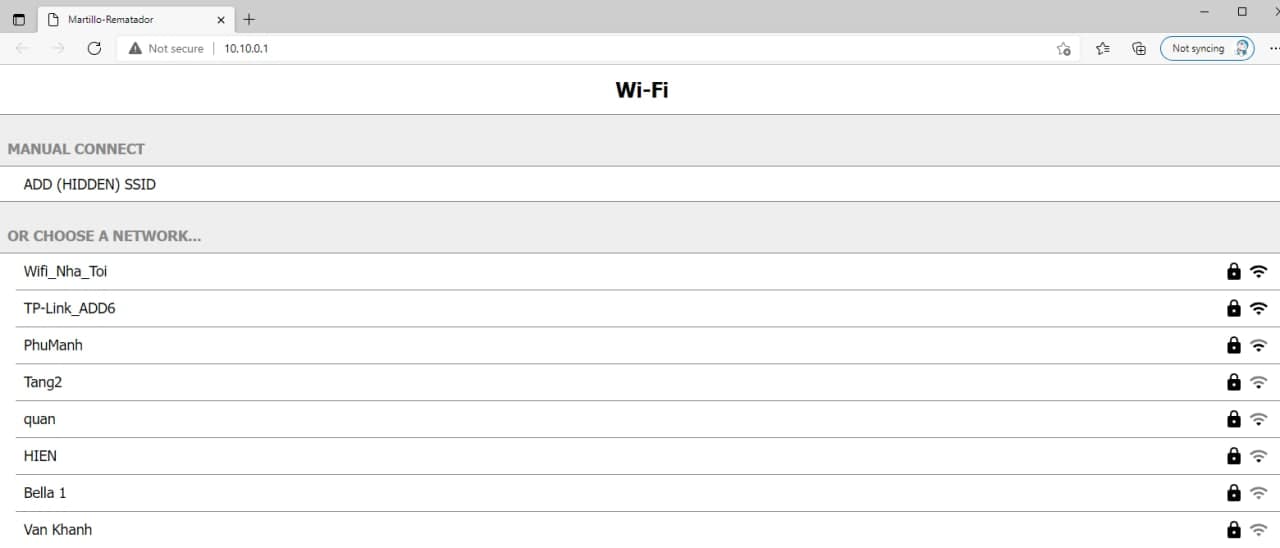 Martillo-Rematador
Not secure
10.10.0.1
Not syncing
Wi-Fi
MANUAL CONNECT
ADD (HIDDEN) SSID
OR CHOOSE A NETWORK...
Wifi_Nha_Toi
TP-Link_ADD6
PhuManh
Tang2
quan
HIEN
Bella 1
Van Khanh